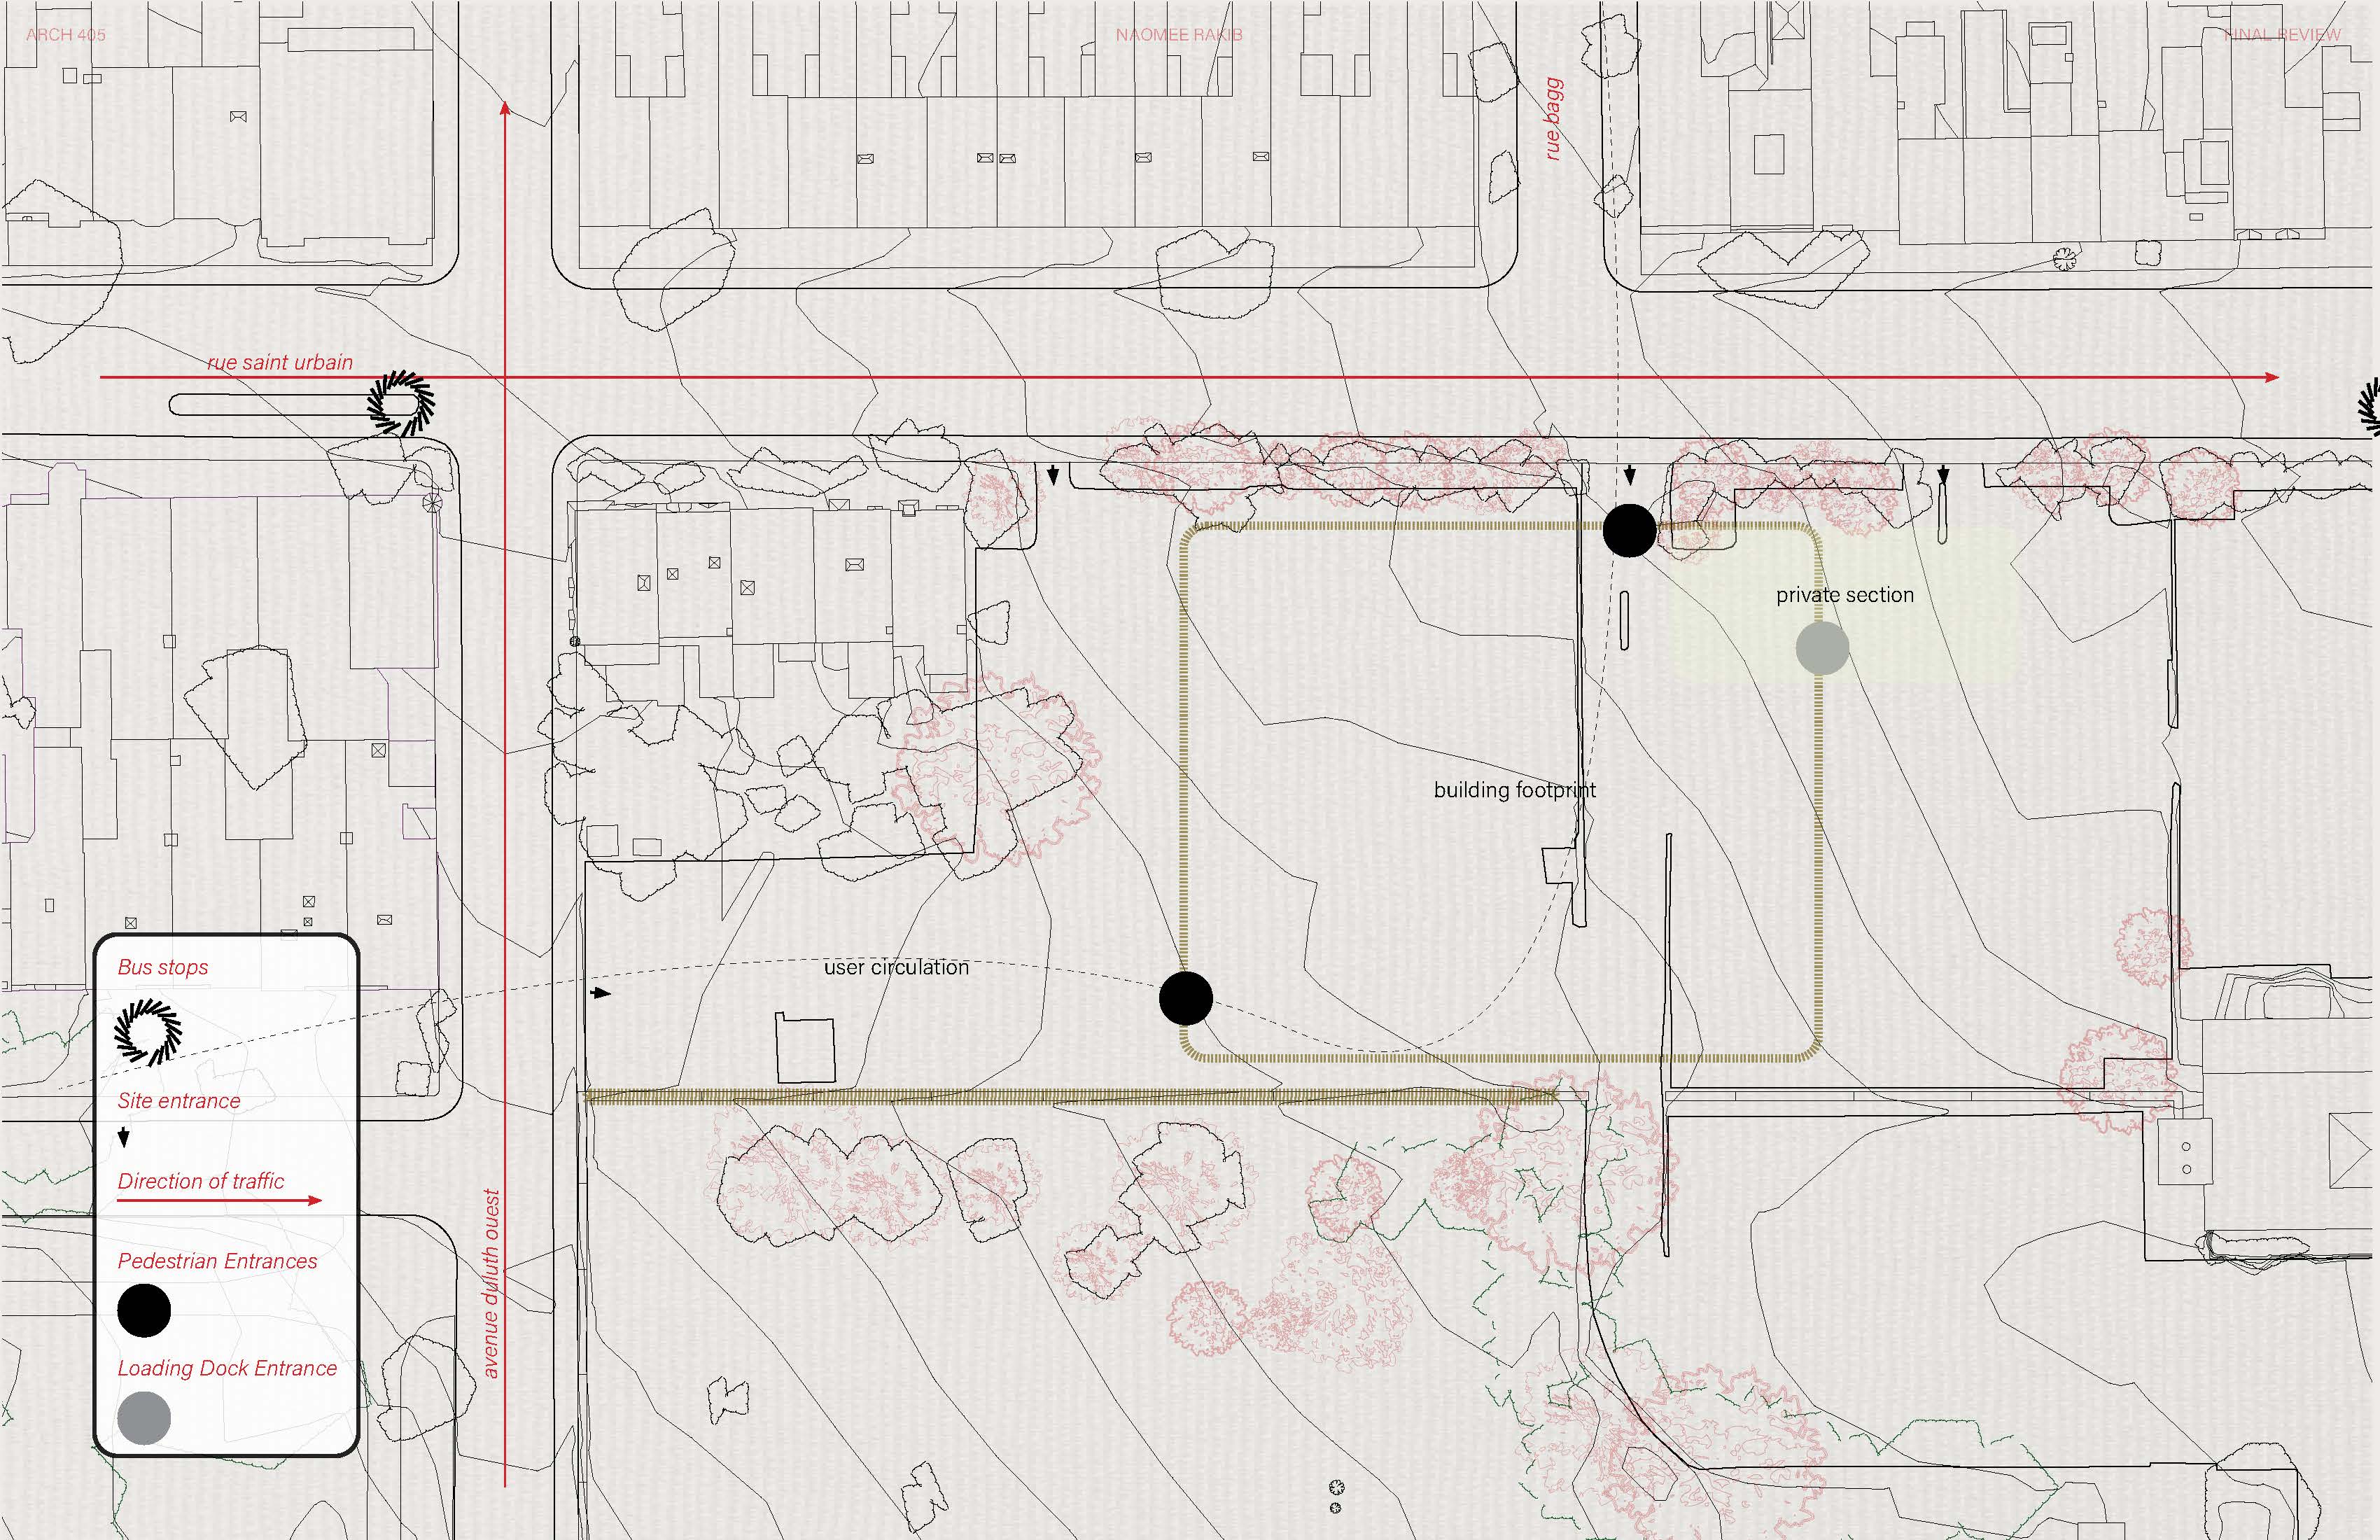 ARCH 405
NAOMEE RAKIB
FINAL REVIEW
rue bagg
rue saint urbain
private section
building footprint
user circulation
avenue duluth ouest
Bus stops
Site entrance
Direction of traffic
Pedestrian Entrances
Loading Dock Entrance